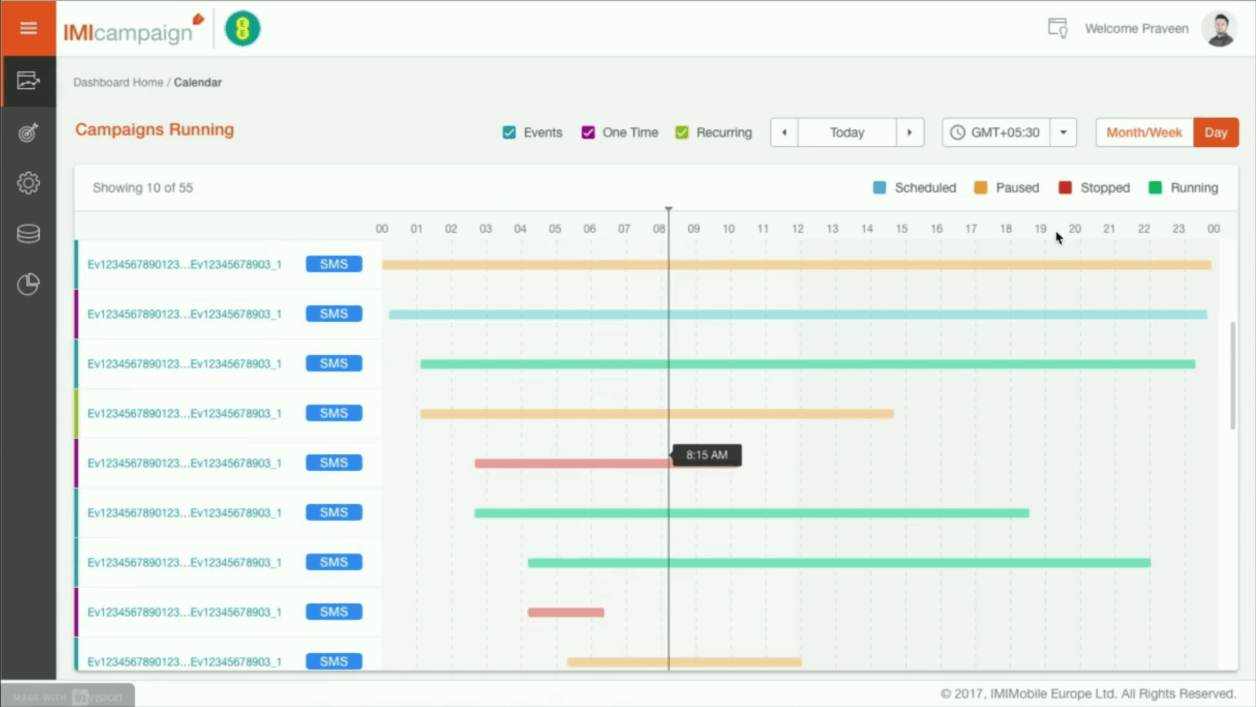 IMIcampaign
Welcome Praveen
Dashboard Home / Calendar
Campaigns Running
Events One Time Recurring Today GMT+05:30 Month/Week Day
Showing 10 of 55
Scheduled Paused Stopped Running
00 01 02 03 04 05 06 07 08 09 10 11 12 13 14 15 16 17 18 19 20 21 22 23 00
Ev1234567890123...Ev12345678903_1 SMS
Ev1234567890123...Ev12345678903_1 SMS
Ev1234567890123...Ev12345678903_1 SMS
Ev1234567890123...Ev12345678903_1 SMS
8:15 AM
Ev1234567890123...Ev12345678903_1 SMS
Ev1234567890123...Ev12345678903_1 SMS
Ev1234567890123...Ev12345678903_1 SMS
Ev1234567890123...Ev12345678903_1 SMS
Ev1234567890123...Ev12345678903_1 SMS
MADE WITH invision
© 2017, IMIMobile Europe Ltd. All Rights Reserved.